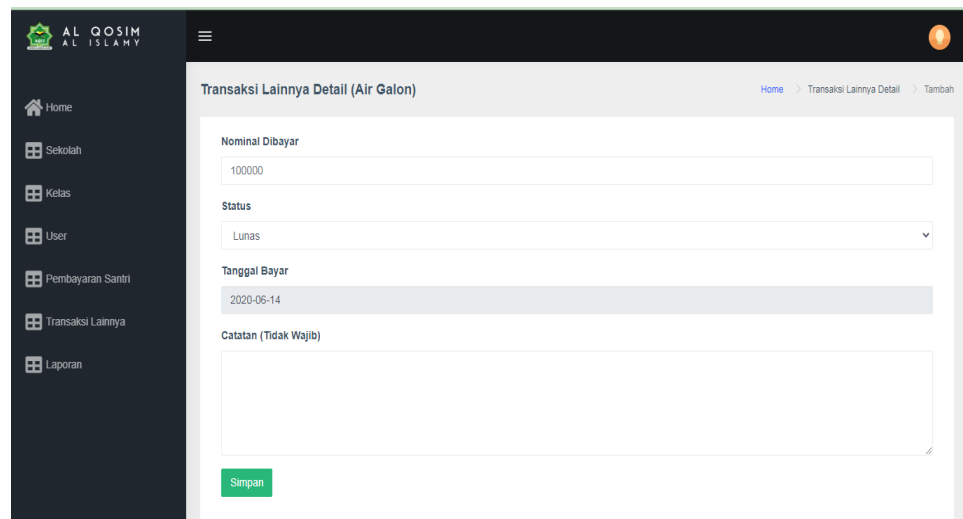 AL QOSIM
AL ISLAMY
Transaksi Lainnya Detail (Air Galon)
Home > Transaksi Lainnya Detail > Tambah
Home
Sekolah
Kelas
User
Pembayaran Santri
Transaksi Lainnya
Laporan
Nominal Dibayar
100000
Status
Lunas
Tanggal Bayar
2020-06-14
Catatan (Tidak Wajib)
Simpan